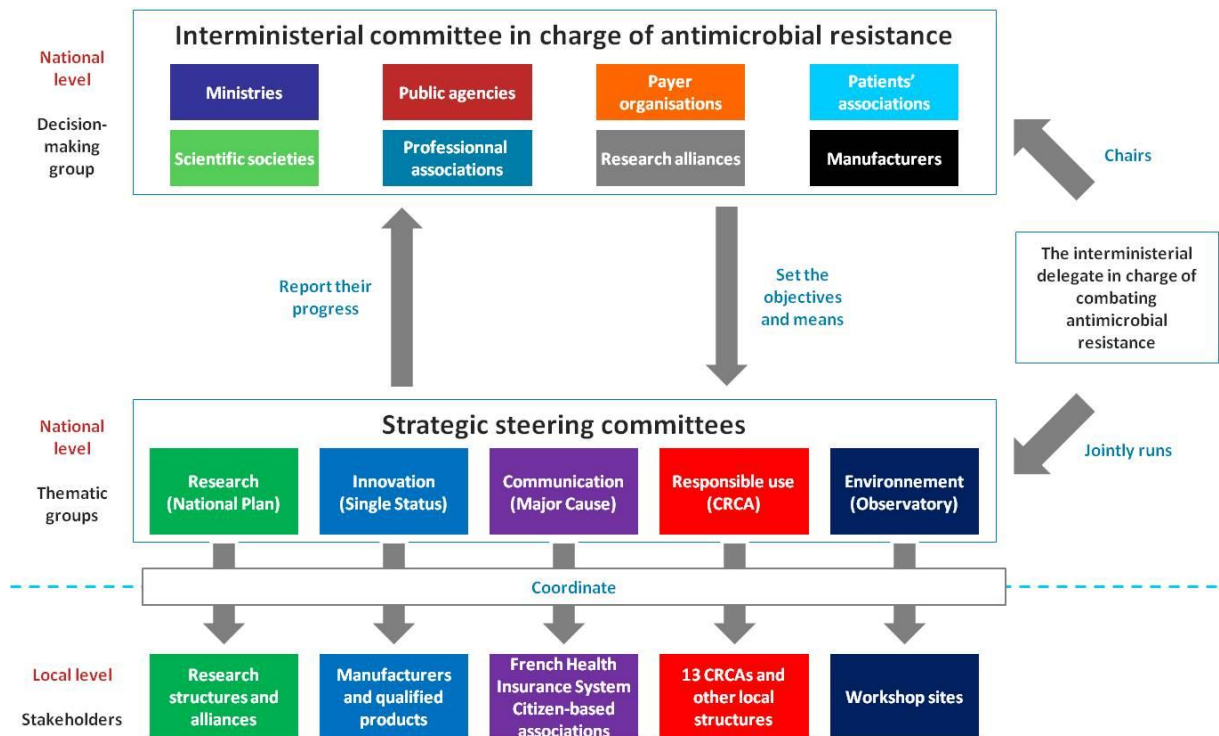 Interministerial committee in charge of antimicrobial resistance
National
level
Decision-
making
group
Ministries
Public agencies
Payer
organisations
Patients'
associations
Scientific societies
Professionnal
associations
Research alliances
Manufacturers
Chairs
Report their
progress
Set the
objectives
and means
The interministerial
delegate in charge of
combating
antimicrobial
resistance
Jointly runs
National
level
Thematic
groups
Strategic steering committees
Research
(National Plan)
Innovation
(Single Status)
Communication
(Major Cause)
Responsible use
(CRCA)
Environnement
(Observatory)
Coordinate
Local level
Stakeholders
Research
structures and
alliances
Manufacturers
and qualified
products
French Health
Insurance System
Citizen-based
associations
13 CRCAs and
other local
structures
Workshop sites